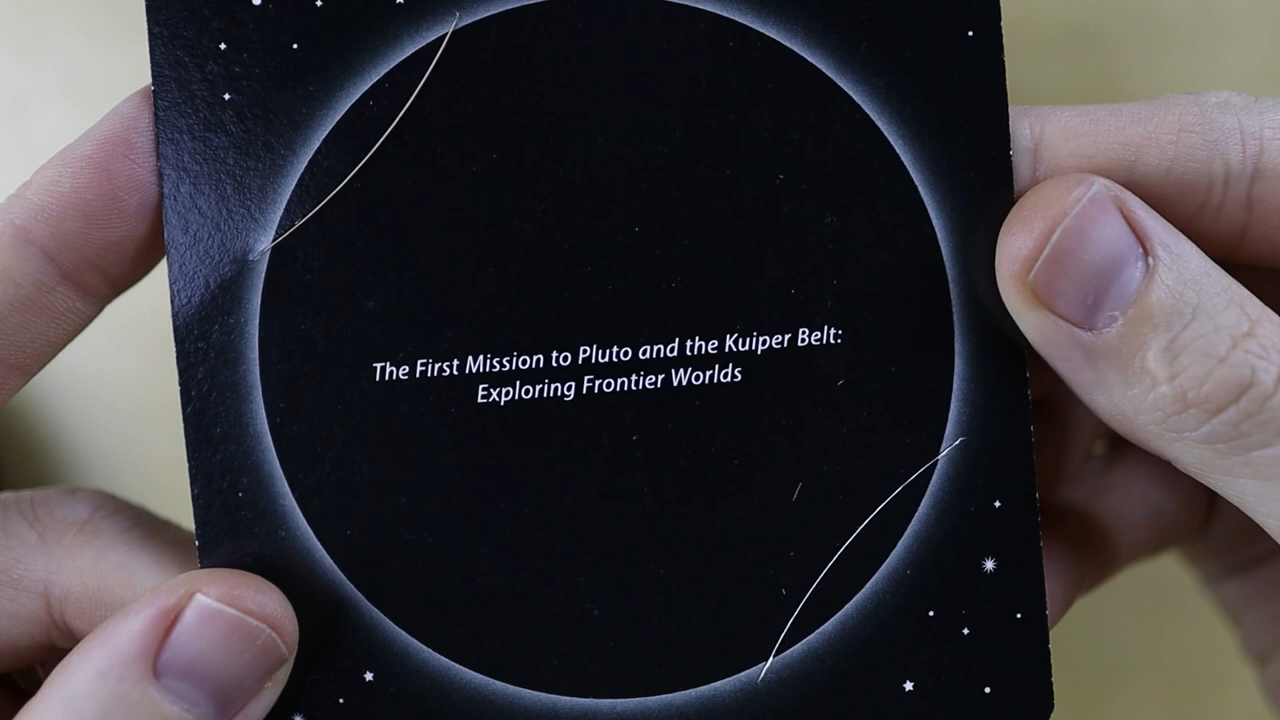 The First Mission to Pluto and the Kuiper Belt:
Exploring Frontier Worlds